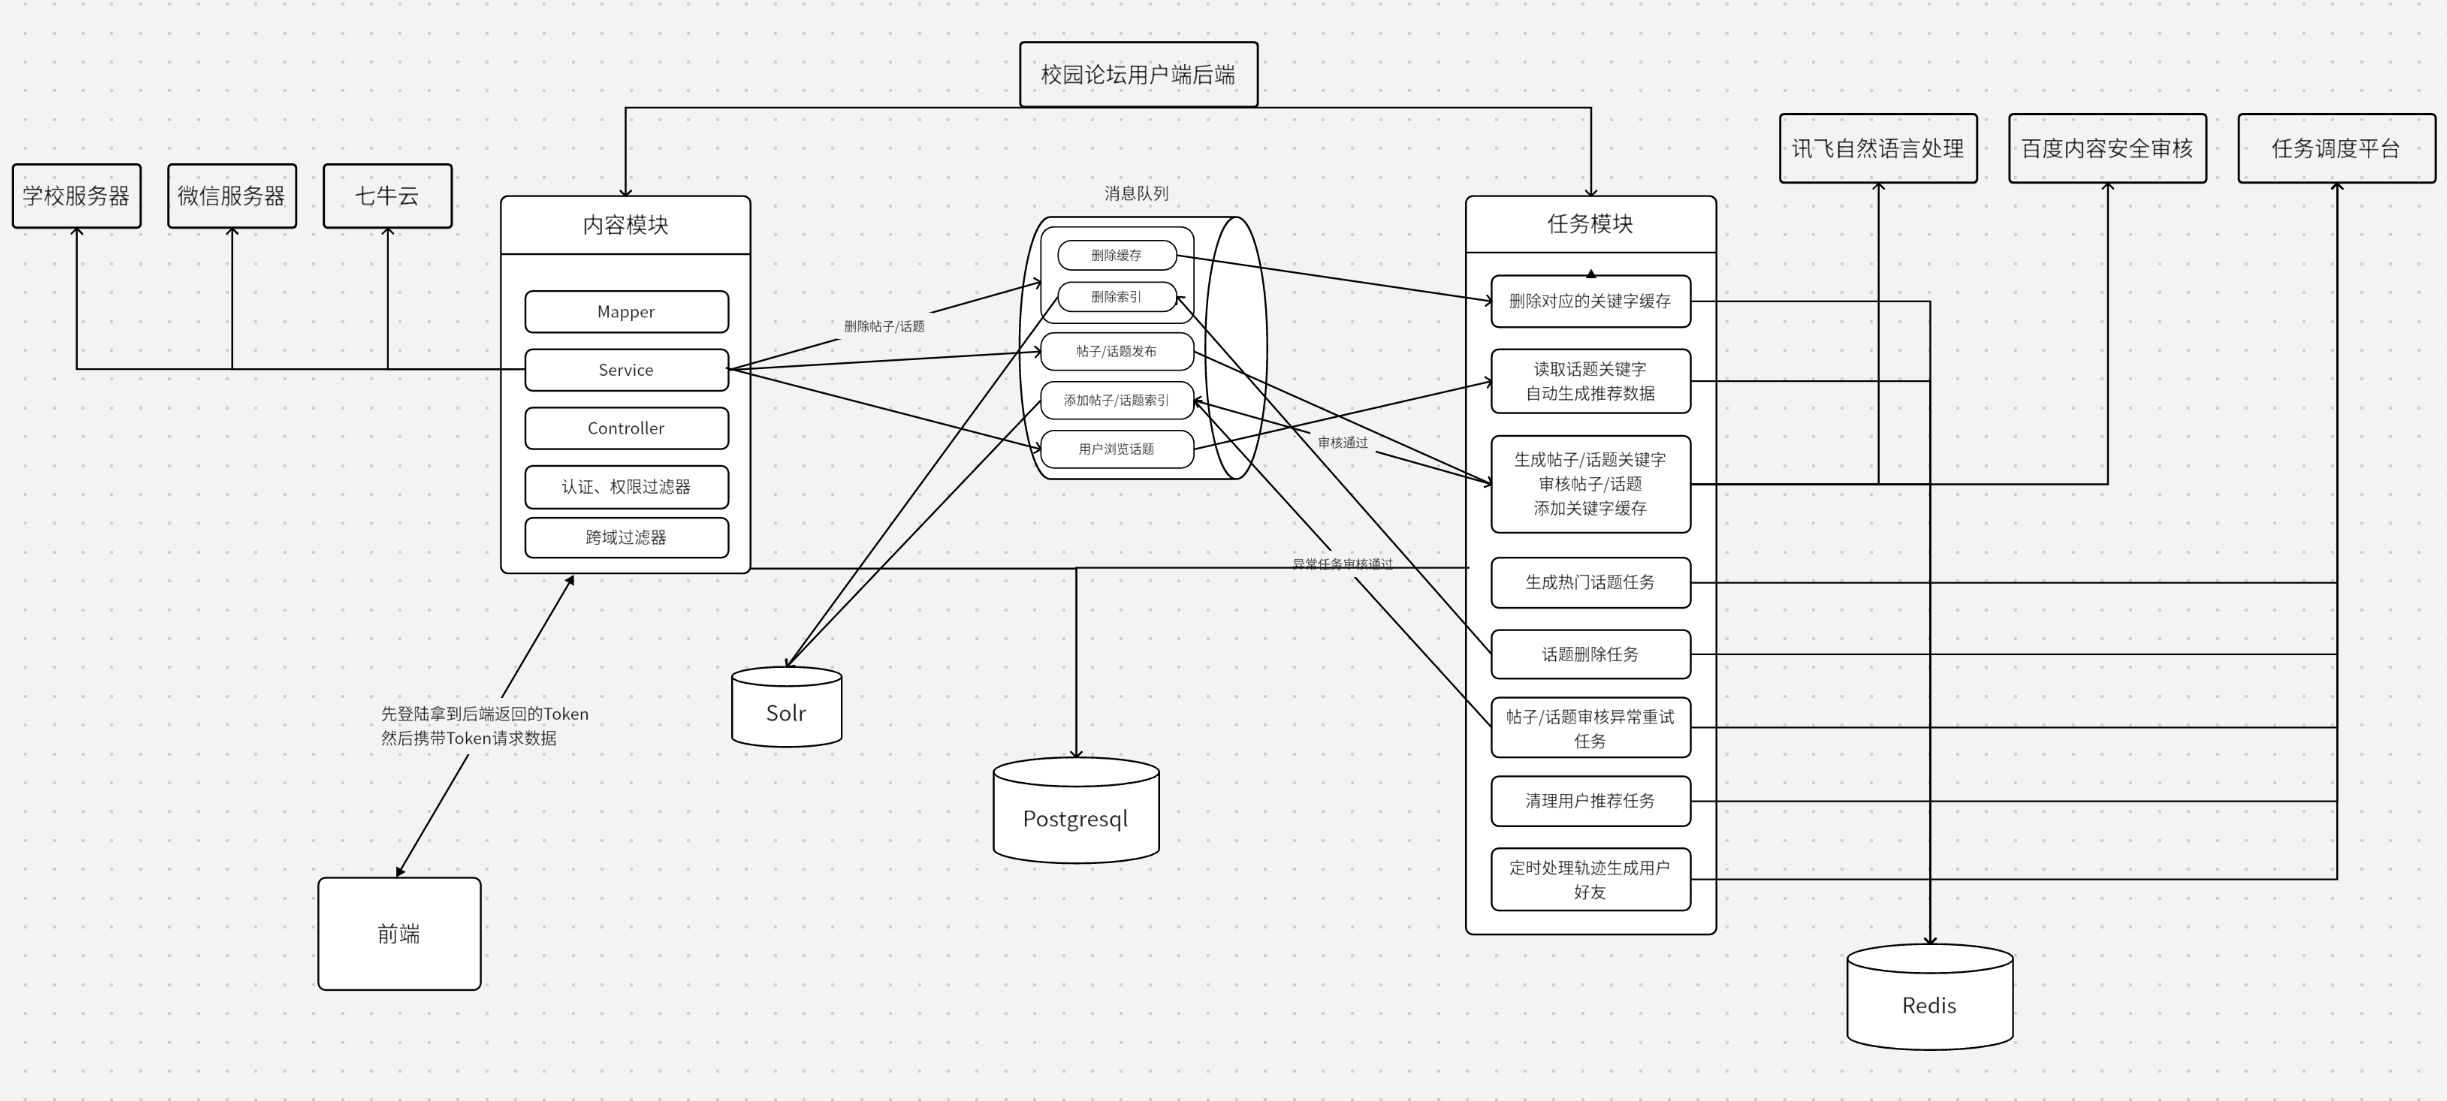 校园论坛用户端后端
学校服务器
微信服务器
七牛云
讯飞自然语言处理
百度内容安全审核
任务调度平台
内容模块
Mapper
Service
Controller
认证、权限过滤器
跨域过滤器
消息队列
删除缓存
删除索引
帖子/话题发布
添加帖子/话题索引
用户浏览话题
删除帖子/话题
审核通过
异常任务审核通过
任务模块
删除对应的关键字缓存
读取话题关键字
自动生成推荐数据
生成帖子/话题关键字
审核帖子/话题
添加关键字缓存
生成热门话题任务
话题删除任务
帖子/话题审核异常重试
任务
清理用户推荐任务
定时处理轨迹生成用户
好友
先登陆拿到后端返回的Token
然后携带Token请求数据
Solr
Postgresql
前端
Redis